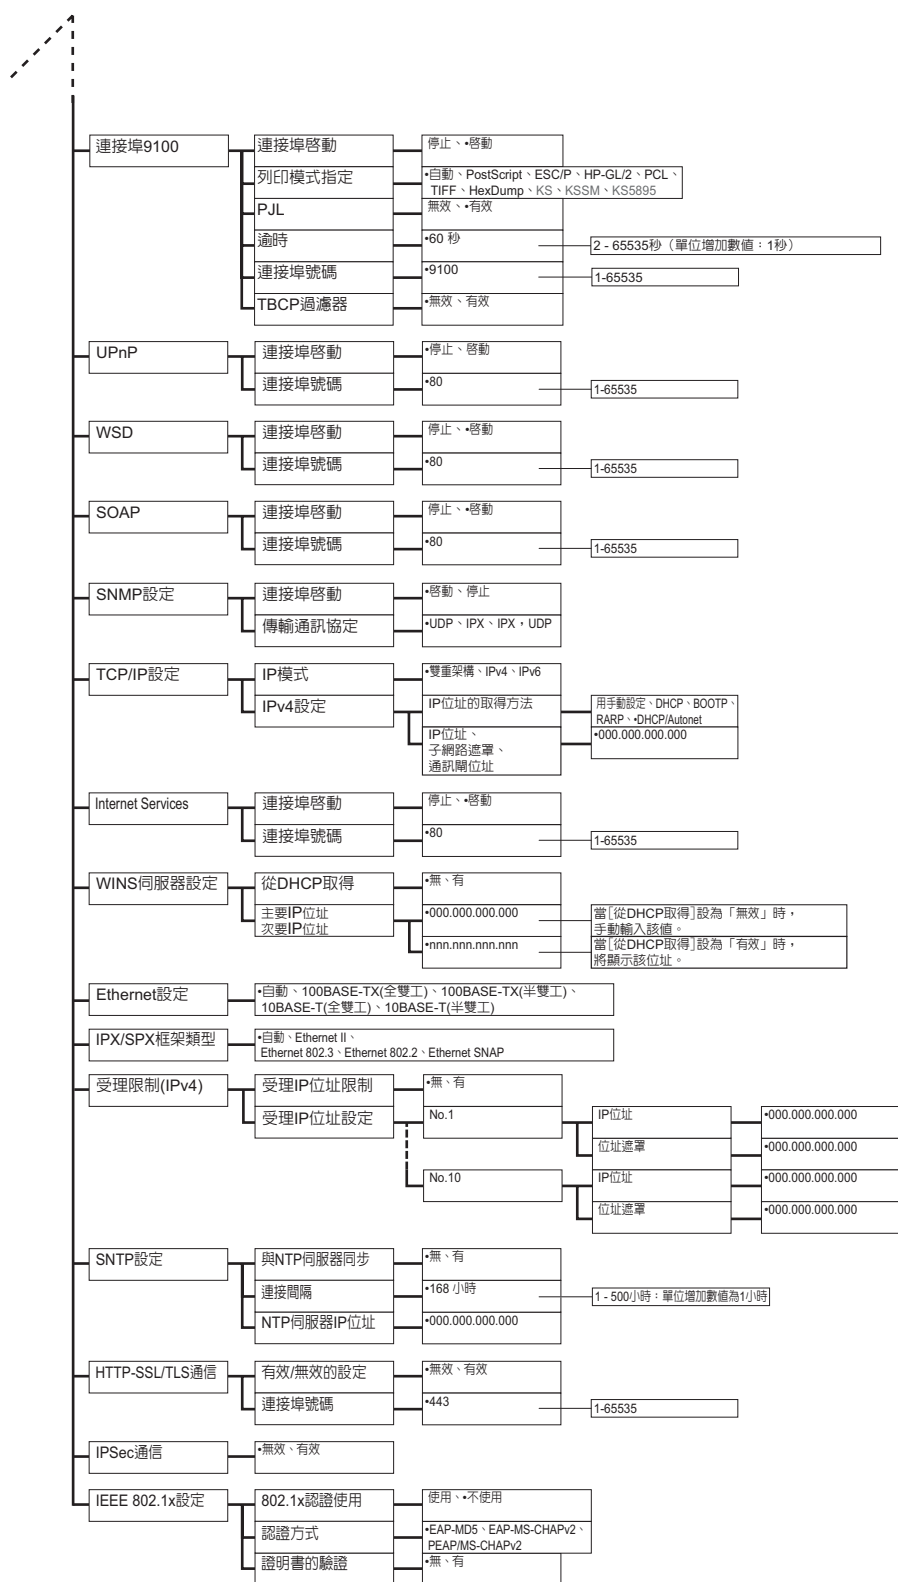 連接埠9100
連接埠啓動
停止、•啓動
列印模式指定
•自動、PostScript、ESC/P、HP-GL/2、PCL、
TIFF、HexDump、KS、KSSM、KS5895
PJL
無效、•有效
逾時
•60 秒
2 - 65535秒（單位增加數值：1秒）
連接埠號碼
•9100
1-65535
TBCP過濾器
•無效、有效
UPnP
連接埠啓動
•停止、啓動
連接埠號碼
•80
1-65535
WSD
連接埠啓動
停止、•啓動
連接埠號碼
•80
1-65535
SOAP
連接埠啓動
停止、•啓動
連接埠號碼
•80
1-65535
SNMP設定
連接埠啓動
•啓動、停止
傳輸通訊協定
•UDP、IPX、IPX，UDP
TCP/IP設定
IP模式
•雙重架構、IPv4、IPv6
IPv4設定
IP位址的取得方法
用手動設定、DHCP、BOOTP、
RARP、•DHCP/Autonet
IP位址、
子網路遮罩、
通訊閘位址
•000.000.000.000
Internet Services
連接埠啓動
停止、•啓動
連接埠號碼
•80
1-65535
WINS伺服器設定
從DHCP取得
•無、有
主要IP位址
次要IP位址
•000.000.000.000
當[從DHCP取得]設為「無效」時，
手動輸入該值。
•nnn.nnn.nnn.nnn
當[從DHCP取得]設為「有效」時，
將顯示該位址。
Ethernet設定
•自動、100BASE-TX(全雙工)、100BASE-TX(半雙工)、
10BASE-T(全雙工)、10BASE-T(半雙工)
IPX/SPX框架類型
•自動、Ethernet II、
Ethernet 802.3、Ethernet 802.2、Ethernet SNAP
受理限制(IPv4)
受理IP位址限制
•無、有
受理IP位址設定
No.1
IP位址
•000.000.000.000
位址遮罩
•000.000.000.000
No.10
IP位址
•000.000.000.000
位址遮罩
•000.000.000.000
SNTP設定
與NTP伺服器同步
•無、有
連接間隔
•168 小時
1 - 500小時：單位增加數值為1小時
NTP伺服器IP位址
•000.000.000.000
HTTP-SSL/TLS通信
有效/無效的設定
•無效、有效
連接埠號碼
•443
1-65535
IPSec通信
•無效、有效
IEEE 802.1x設定
802.1x認證使用
使用、•不使用
認證方式
•EAP-MD5、EAP-MS-CHAPv2、
PEAP/MS-CHAPv2
證明書的驗證
•無、有